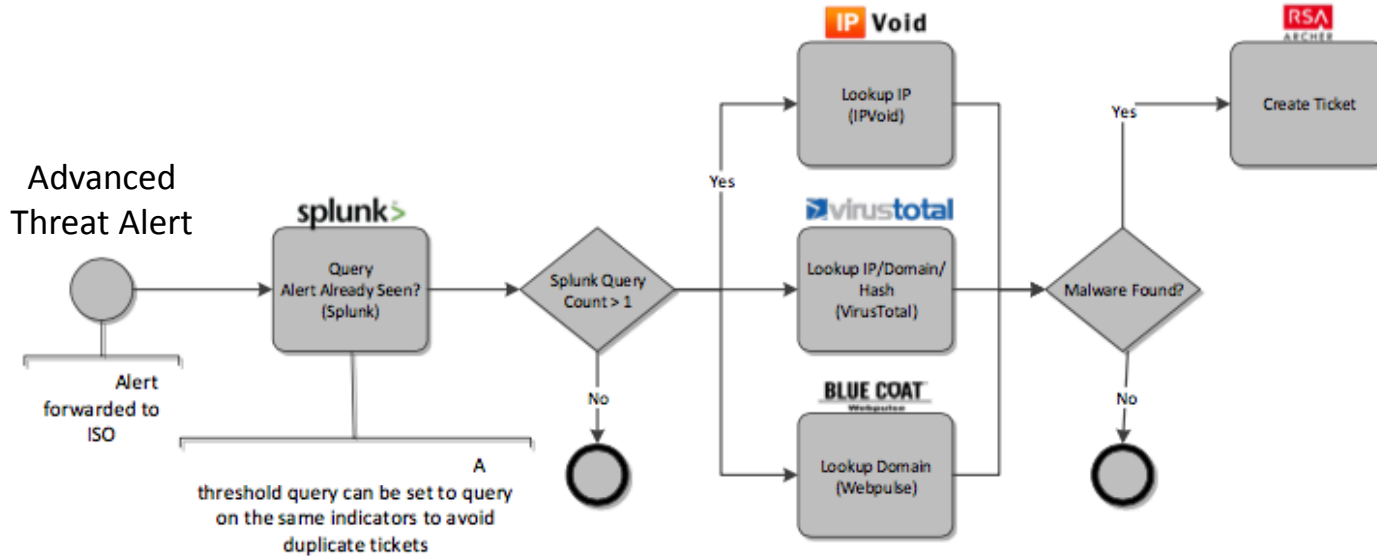 IP Void
RSA
ARCHER
Lookup IP
(IPVoid)
Yes
Create Ticket
Advanced
Threat Alert
Yes
splunk>
virustotal
Query
Alert Already Seen?
(Splunk)
Splunk Query
Count > 1
Lookup IP/Domain/
Hash
(VirusTotal)
Malware Found?
Alert
forwarded to
ISO
No
BLUE COAT
Webpulse
No
Lookup Domain
(Webpulse)
A
threshold query can be set to query
on the same indicators to avoid
duplicate tickets